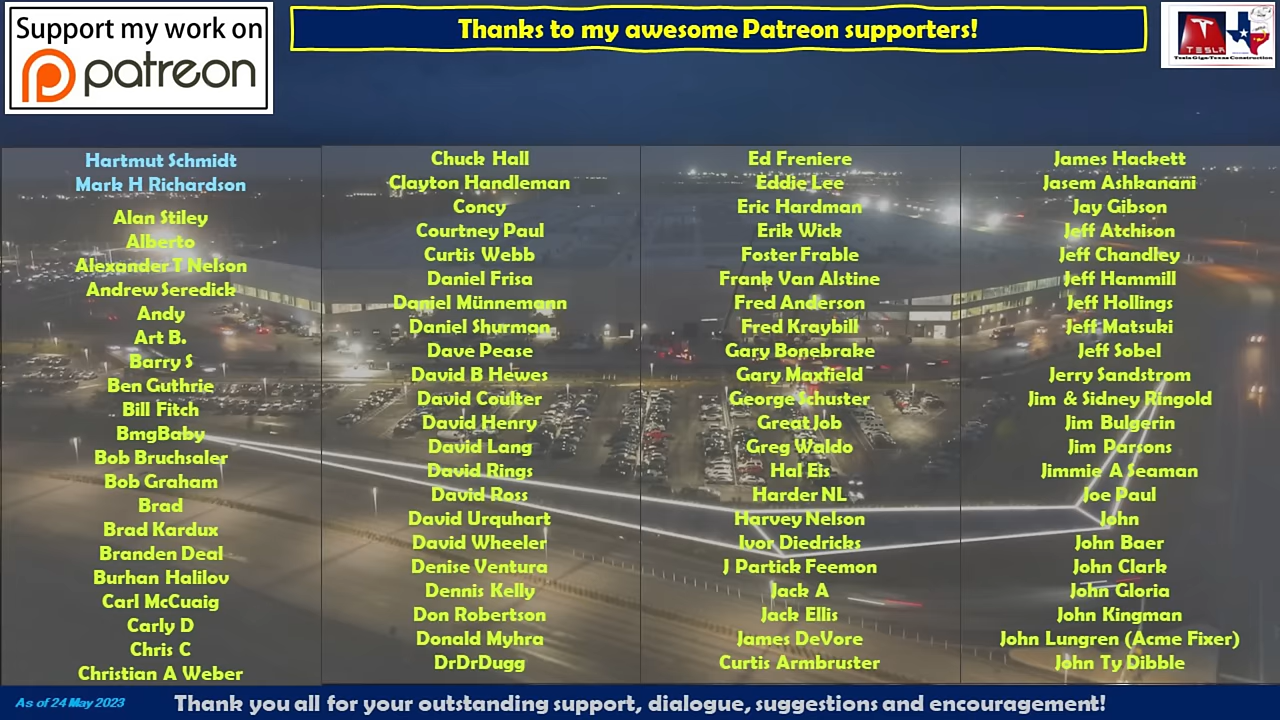 Support my work on
patreon
Thanks to my awesome Patreon supporters!
TESLA
Tesla Giga Texas Construction
Hartmut Schmidt
Mark H Richardson
Alan Stiley
Alberto
Alexander T Nelson
Andrew Seredick
Andy
Art B.
Barry S
Ben Guthrie
Bill Fitch
BmgBaby
Bob Bruchsaler
Bob Graham
Brad
Brad Kardux
Branden Deal
Burhan Halilov
Carl McCuaig
Carly D
Chris C
Christian A Weber
Chuck Hall
Clayton Handleman
Concy
Courtney Paul
Curtis Webb
Daniel Frisa
Daniel Münnemann
Daniel Shurman
Dave Pease
David B Hewes
David Coulter
David Henry
David Lang
David Rings
David Ross
David Urquhart
David Wheeler
Denise Ventura
Dennis Kelly
Don Robertson
Donald Myhra
DrDrDugg
Ed Freniere
Eddie Lee
Eric Hardman
Erik Wick
Foster Frable
Frank Van Alstine
Fred Anderson
Fred Kraybill
Gary Bonebrake
Gary Maxfield
George Schuster
Great Job
Greg Waldo
Hal Eis
Harder NL
Harvey Nelson
Ivor Diedricks
J Partick Feemon
Jack A
Jack Ellis
James DeVore
Curtis Armbruster
James Hackett
Jasem Ashkanani
Jay Gibson
Jeff Atchison
Jeff Chandley
Jeff Hammill
Jeff Hollings
Jeff Matsuki
Jeff Sobel
Jerry Sandstrom
Jim & Sidney Ringold
Jim Bulgerin
Jim Parsons
Jimmie A Seaman
Joe Paul
John
John Baer
John Clark
John Gloria
John Kingman
John Lungren (Acme Fixer)
John Ty Dibble
As of 24 May 2023
Thank you all for your outstanding support, dialogue, suggestions and encouragement!